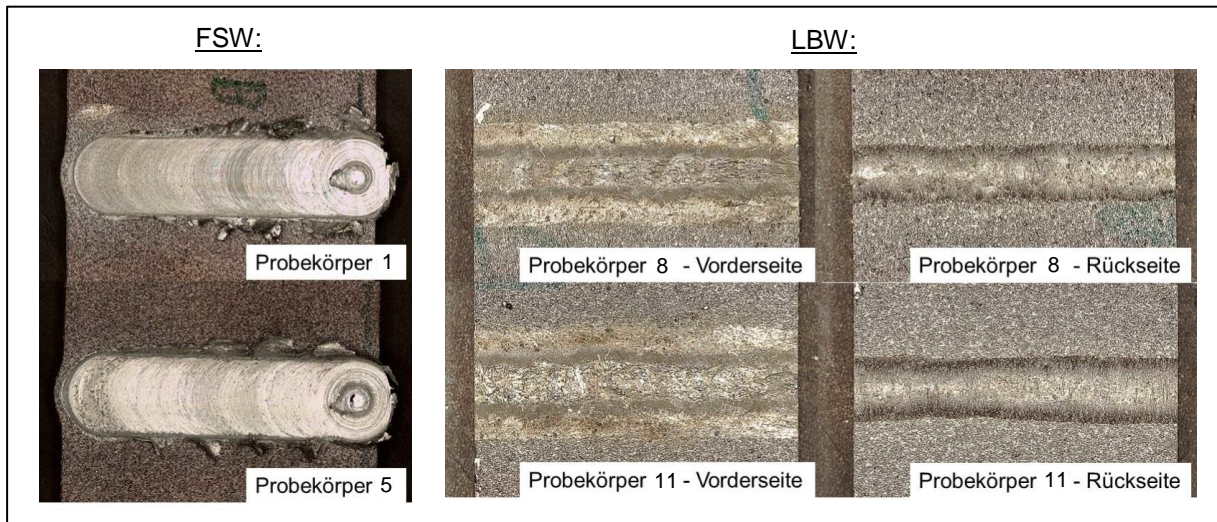 FSW:
LBW:
Probekörper 1
Probekörper 8 - Vorderseite
Probekörper 8 - Rückseite
Probekörper 5
Probekörper 11 - Vorderseite
Probekörper 11 - Rückseite